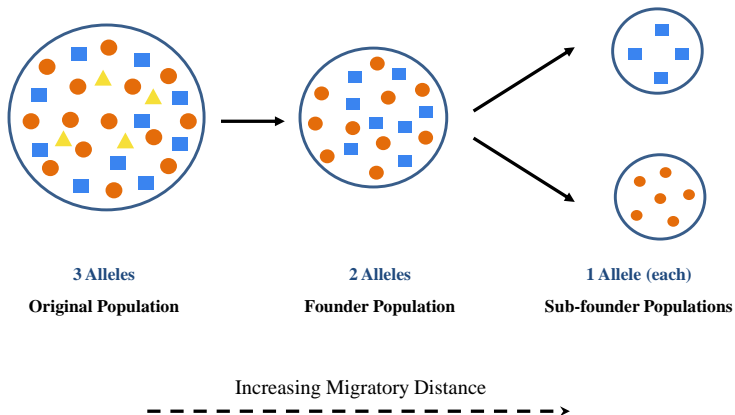 3 Alleles
2 Alleles
1 Allele (each)
Original Population
Founder Population
Sub-founder Populations
Increasing Migratory Distance